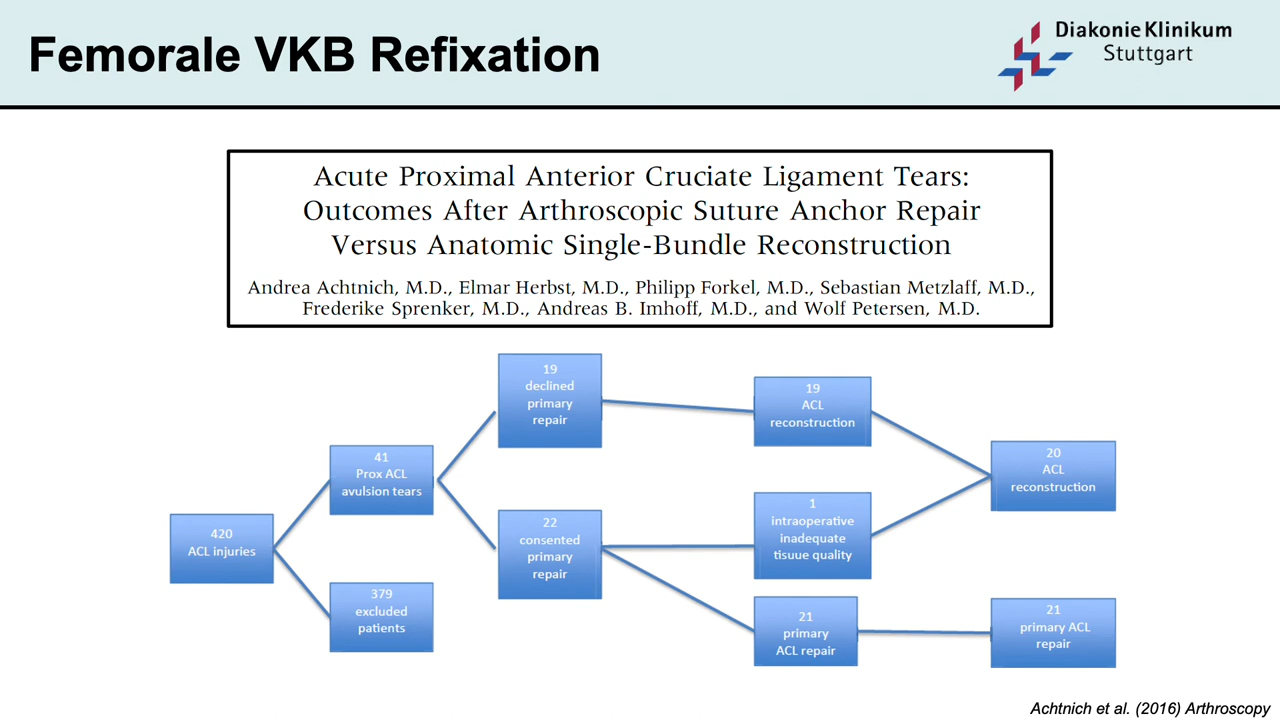 Femorale VKB Refixation
Diakonie Klinikum
Stuttgart
Acute Proximal Anterior Cruciate Ligament Tears:
Outcomes After Arthroscopic Suture Anchor Repair
Versus Anatomic Single-Bundle Reconstruction
Andrea Achtnich, M.D., Elmar Herbst, M.D., Philipp Forkel, M.D., Sebastian Metzlaff, M.D.,
Frederike Sprenker, M.D., Andreas B. Imhoff, M.D., and Wolf Petersen, M.D.
420
ACL injuries
41
Prox ACL
avulsion tears
379
excluded
patients
19
declined
primary
repair
22
consented
primary
repair
19
ACL
reconstruction
1
intraoperative
inadequate
tisuue quality
21
primary
ACL repair
20
ACL
reconstruction
21
primary ACL
repair
Achtnich et al. (2016) Arthroscopy